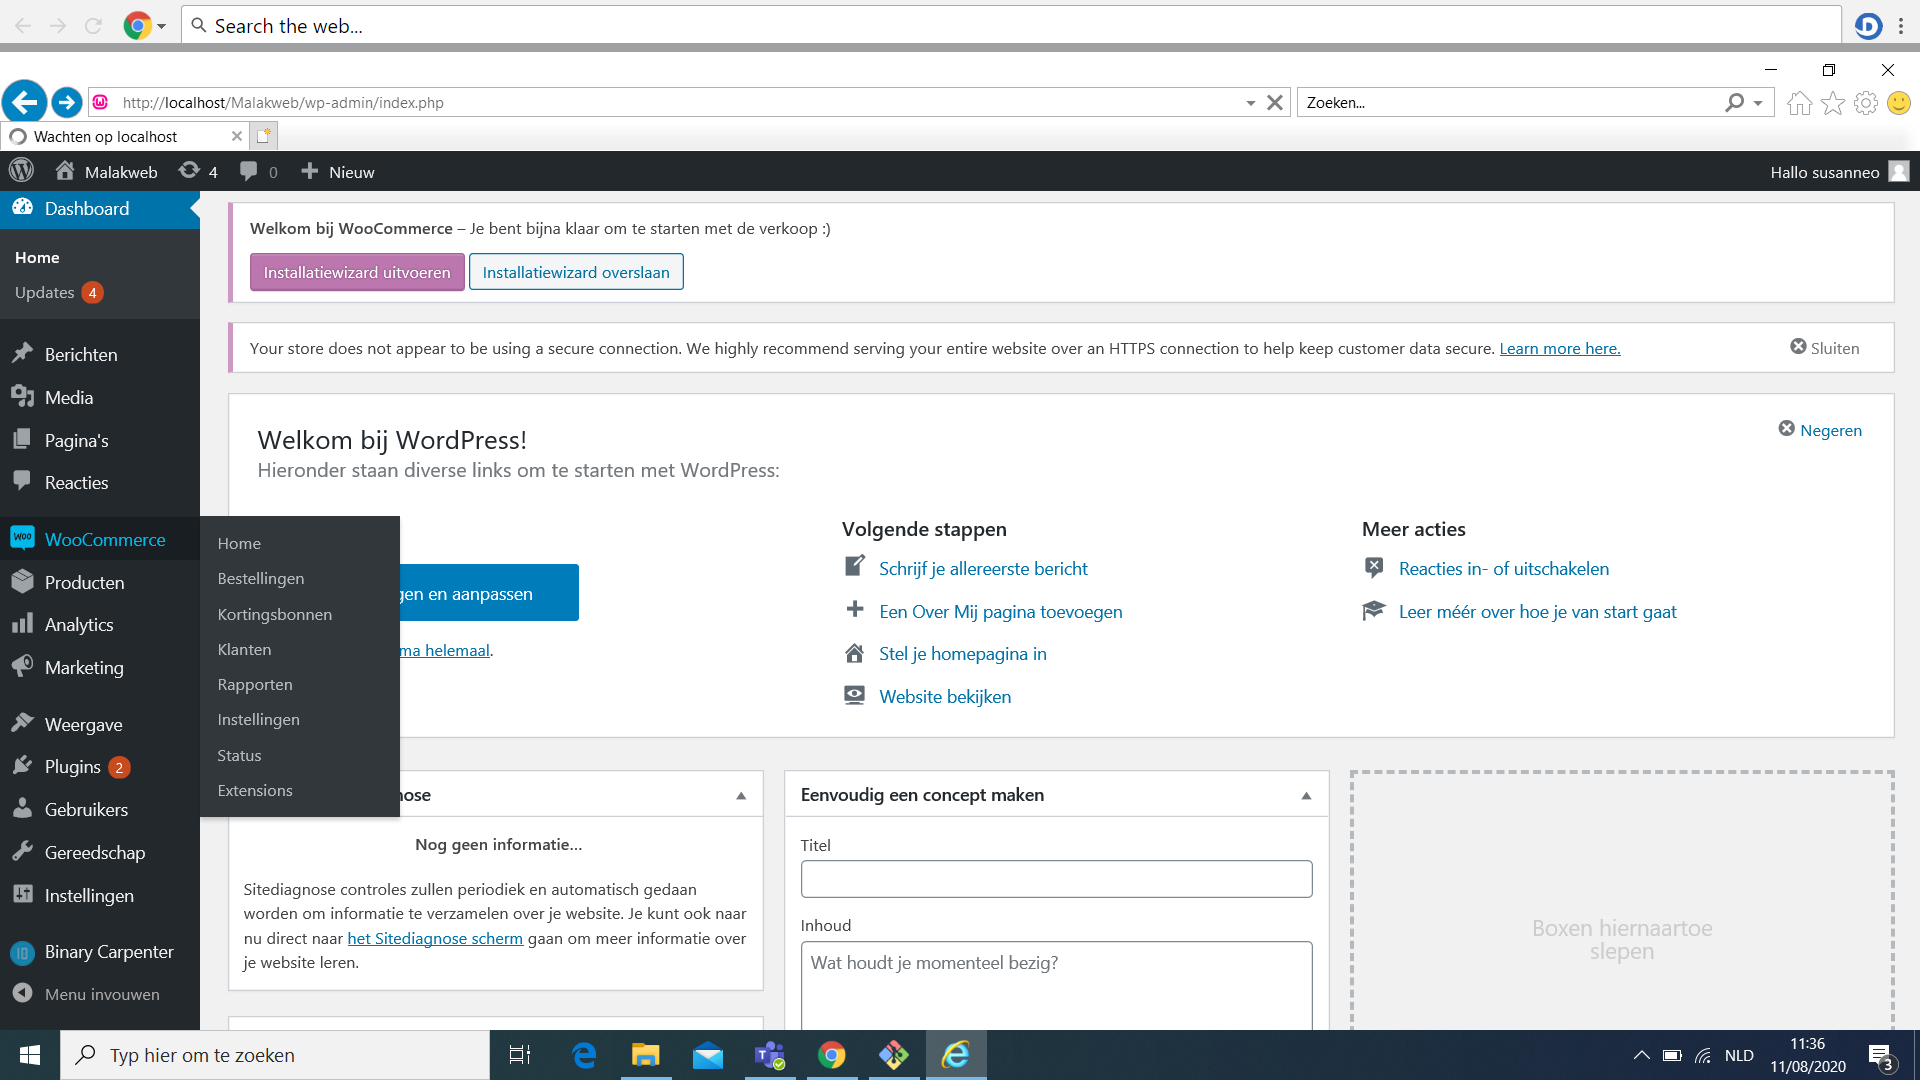 Search the web...
http://localhost/Malakweb/wp-admin/index.php
Zoeken...
Wachten op localhost
Malakweb
4
0
Nieuw
Hallo susanneo
Dashboard
Home
Updates 4
Berichten
Media
Pagina's
Reacties
WooCommerce
Producten
Analytics
Marketing
Weergave
Plugins 2
Gebruikers
Gereedschap
Instellingen
Binary Carpenter
Menu invouwen
Home
Bestellingen
Kortingsbonnen
Klanten
Rapporten
Instellingen
Status
Extensions
Welkom bij WooCommerce – Je bent bijna klaar om te starten met de verkoop :)
Installatiewizard uitvoeren
Installatiewizard overslaan
Your store does not appear to be using a secure connection. We highly recommend serving your entire website over an HTTPS connection to help keep customer data secure. Learn more here.
Sluiten
Welkom bij WordPress!
Hieronder staan diverse links om te starten met WordPress:
Negeren
en aanpassen
helemaal.
Volgende stappen
Schrijf je allereerste bericht
Een Over Mij pagina toevoegen
Stel je homepagina in
Website bekijken
Meer acties
Reacties in- of uitschakelen
Leer méér over hoe je van start gaat
Nog geen informatie...
Sitediagnose controles zullen periodiek en automatisch gedaan
worden om informatie te verzamelen over je website. Je kunt ook naar
nu direct naar het Sitediagnose scherm gaan om meer informatie over
je website leren.
Eenvoudig een concept maken
Titel
Inhoud
Wat houdt je momenteel bezig?
Boxen hiernaartoe
slepen
Typ hier om te zoeken
NLD
11:36
11/08/2020
3